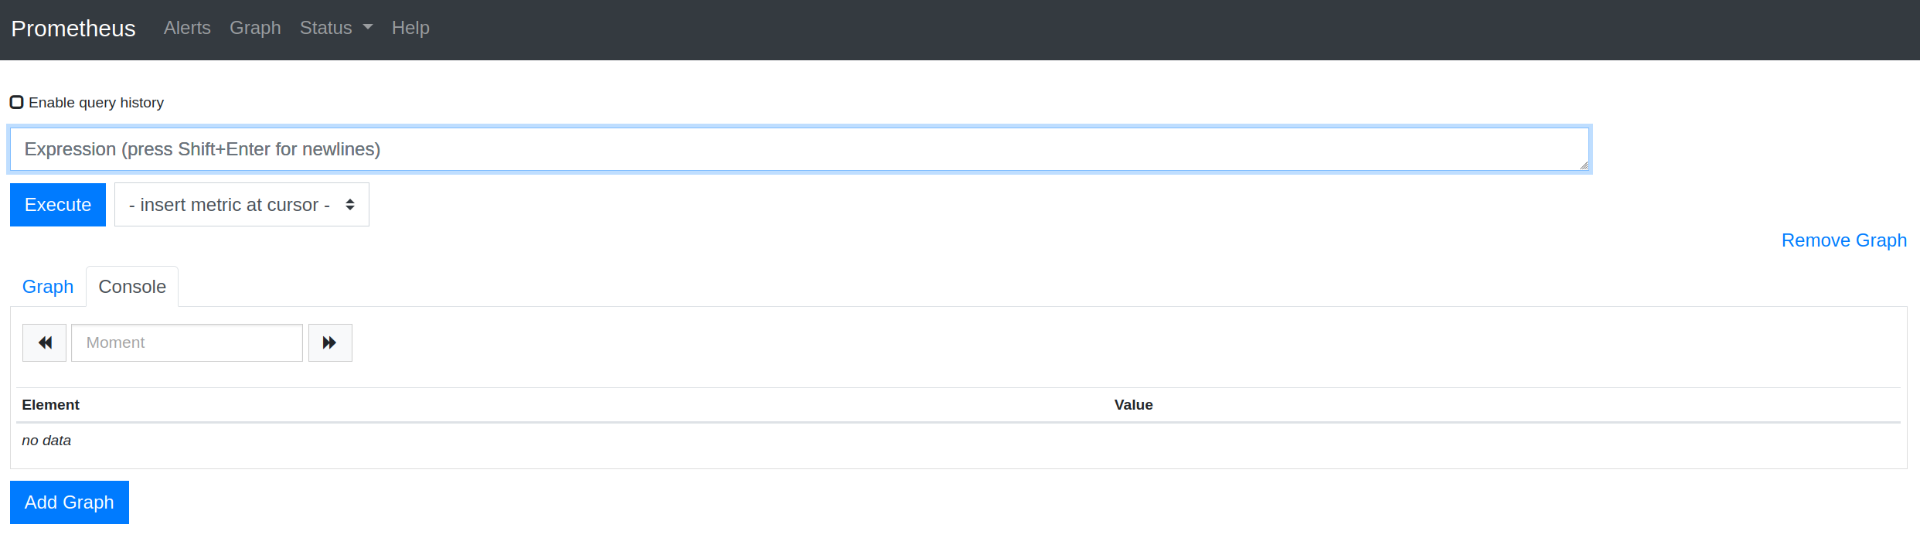 Prometheus Alerts Graph Status Help
Enable query history
Expression (press Shift+Enter for newlines)
Execute - insert metric at cursor -
Remove Graph
Graph Console
Moment
Element Value
no data
Add Graph